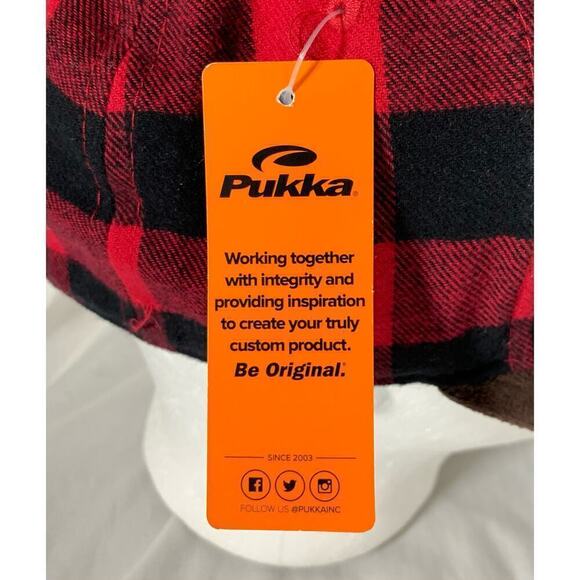 Pukka®
Working together
with integrity and
providing inspiration
to create your truly
custom product.
Be Original.®
SINCE 2003
FOLLOW US @PUKKAINC